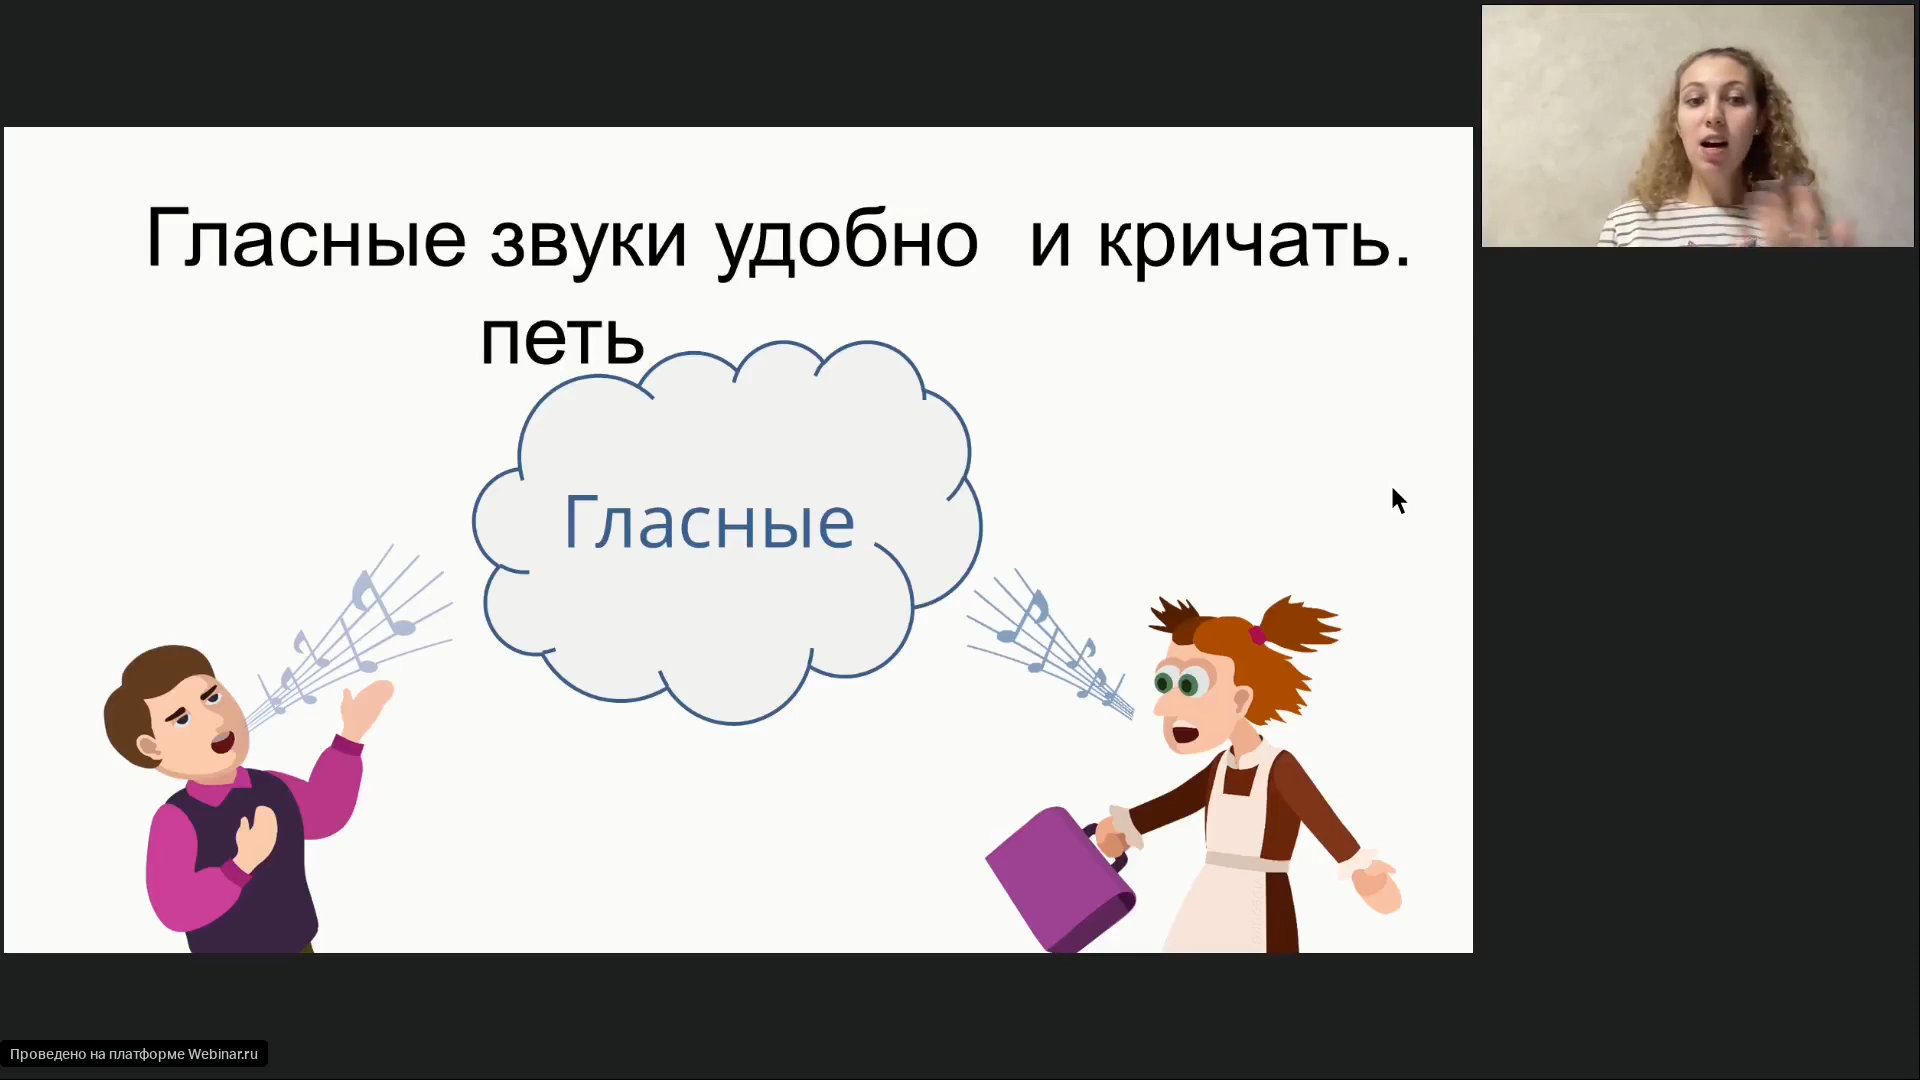 Гласные звуки удобно и кричать.
петь
Гласные
Проведено на платформе Webinar.ru